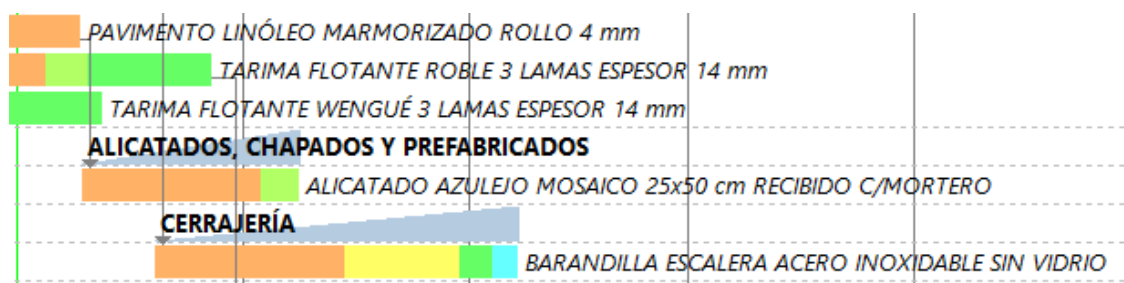 PAVIMENTO LINÓLEO MARMORIZADO ROLLO 4 mm
TARIMA FLOTANTE ROBLE 3 LAMAS ESPESOR 14 mm
TARIMA FLOTANTE WENGUÉ 3 LAMAS ESPESOR 14 mm
ALICATADOS, CHAPADOS Y PREFABRICADOS
ALICATADO AZULEJO MOSAICO 25x50 cm RECIBIDO C/MORTERO
CERRAJERÍA
BARANDILLA ESCALERA ACERO INOXIDABLE SIN VIDRIO